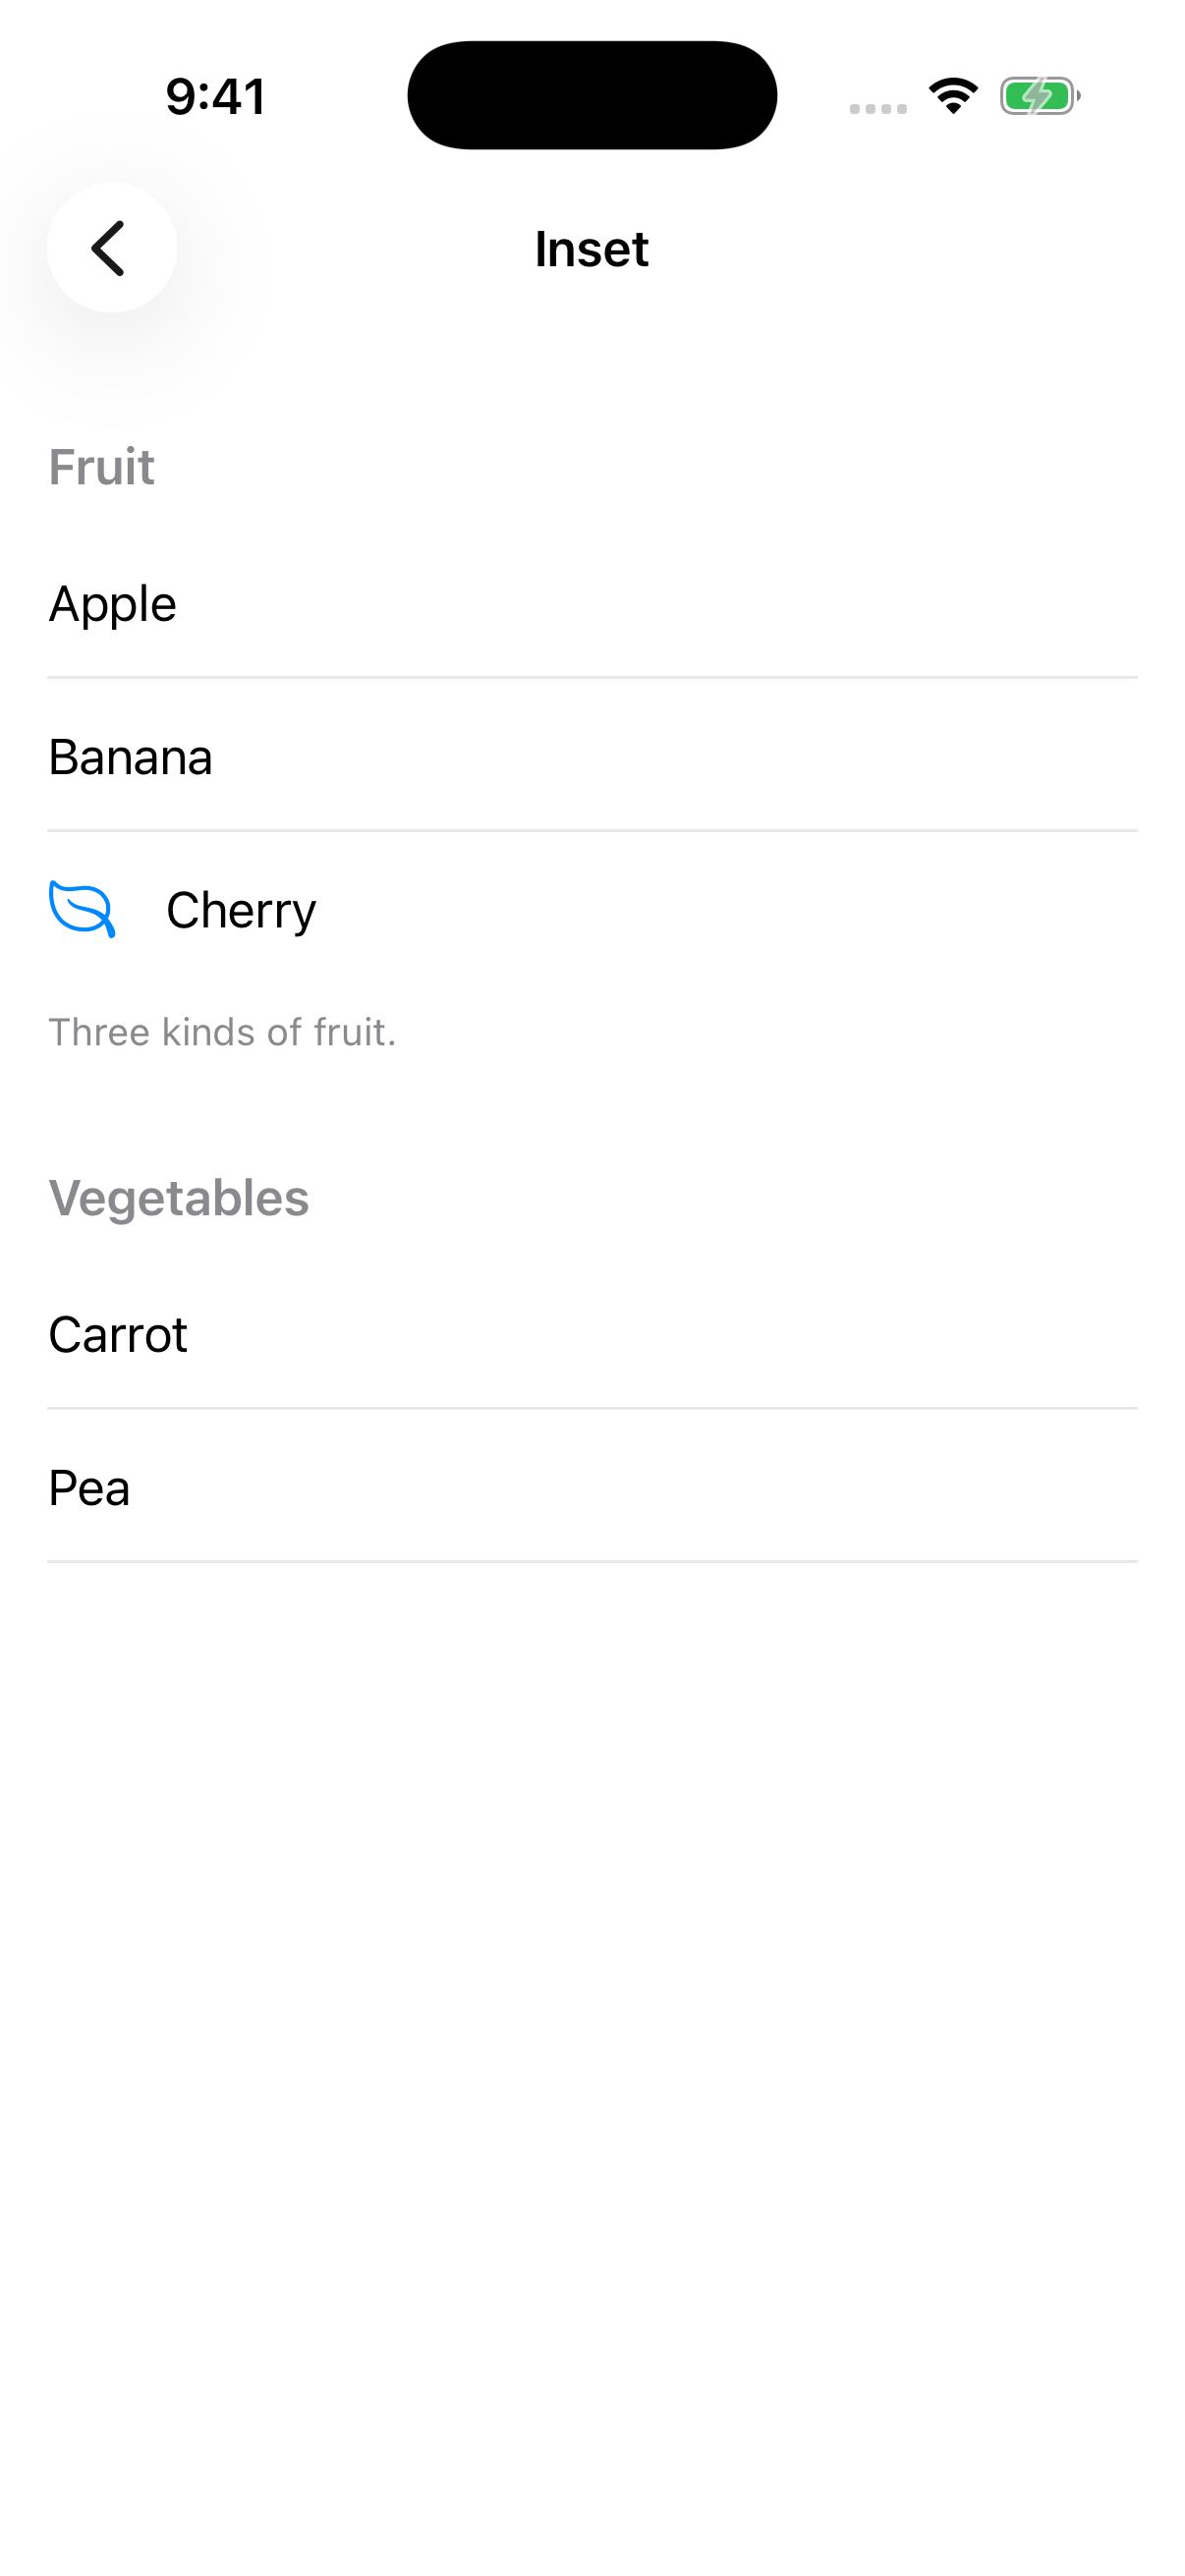 9:41
Inset
Fruit
Apple
Banana
Cherry
Three kinds of fruit.
Vegetables
Carrot
Pea